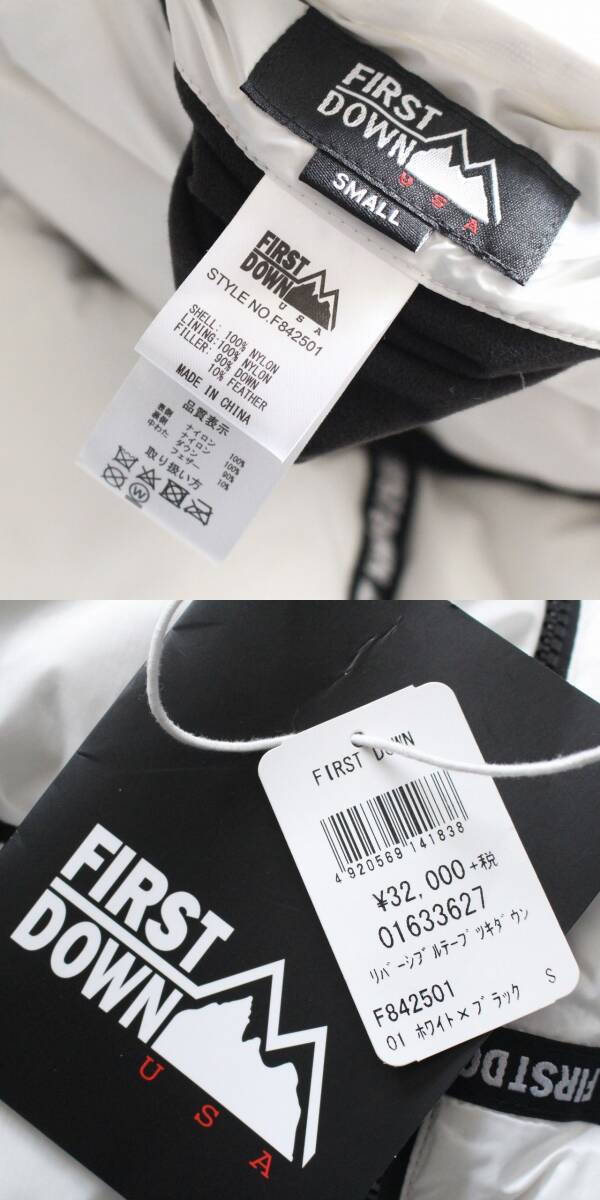 FIRST
DOWN
USA
SMALL
FIRST
DOWN
USA
STYLE NO.F842501
SHELL: 100% NYLON
LINING:100% NYLON
FILLER: 90% DOWN
10% FEATHER
MADE IN CHINA
品質表示
表側 ナイロン 100%
裏側 ナイロン 100%
中わた ダウン 90%
フェザー 10%
取り扱い方
W
FIRST DOWN
4 920569 141838
¥32,000+税
01633627
リバーシブルテープツキダウン
F842501 S
01 ホワイト×ブラック
FIRST
DOWN
USA
FIRST DO